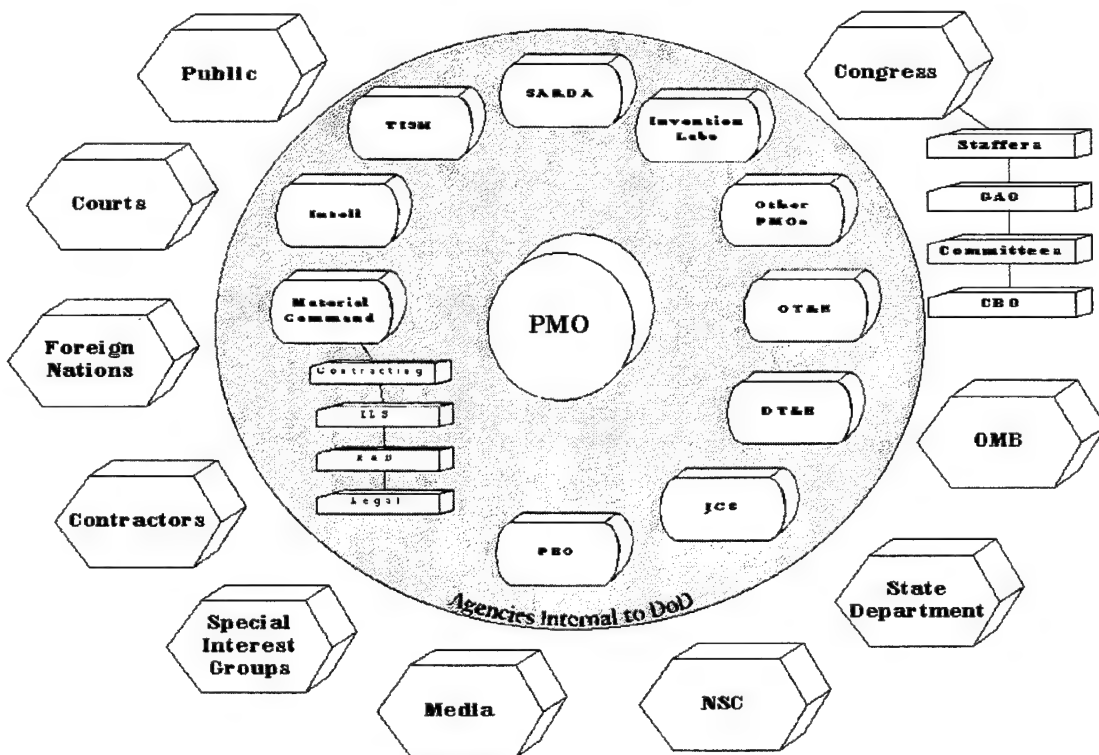 Public
Congress
SARDA
TISM
Invention
Labs
Staffers
Courts
Intell
Other
PMOs
GAO
Committees
Material
Command
OT&E
CBO
PMO
Foreign
Nations
Contracting
ILS
DT&E
OMB
R&D
Legal
Contractors
JCS
PEO
State
Department
Agencies Internal to DoD
Special
Interest
Groups
Media
NSC